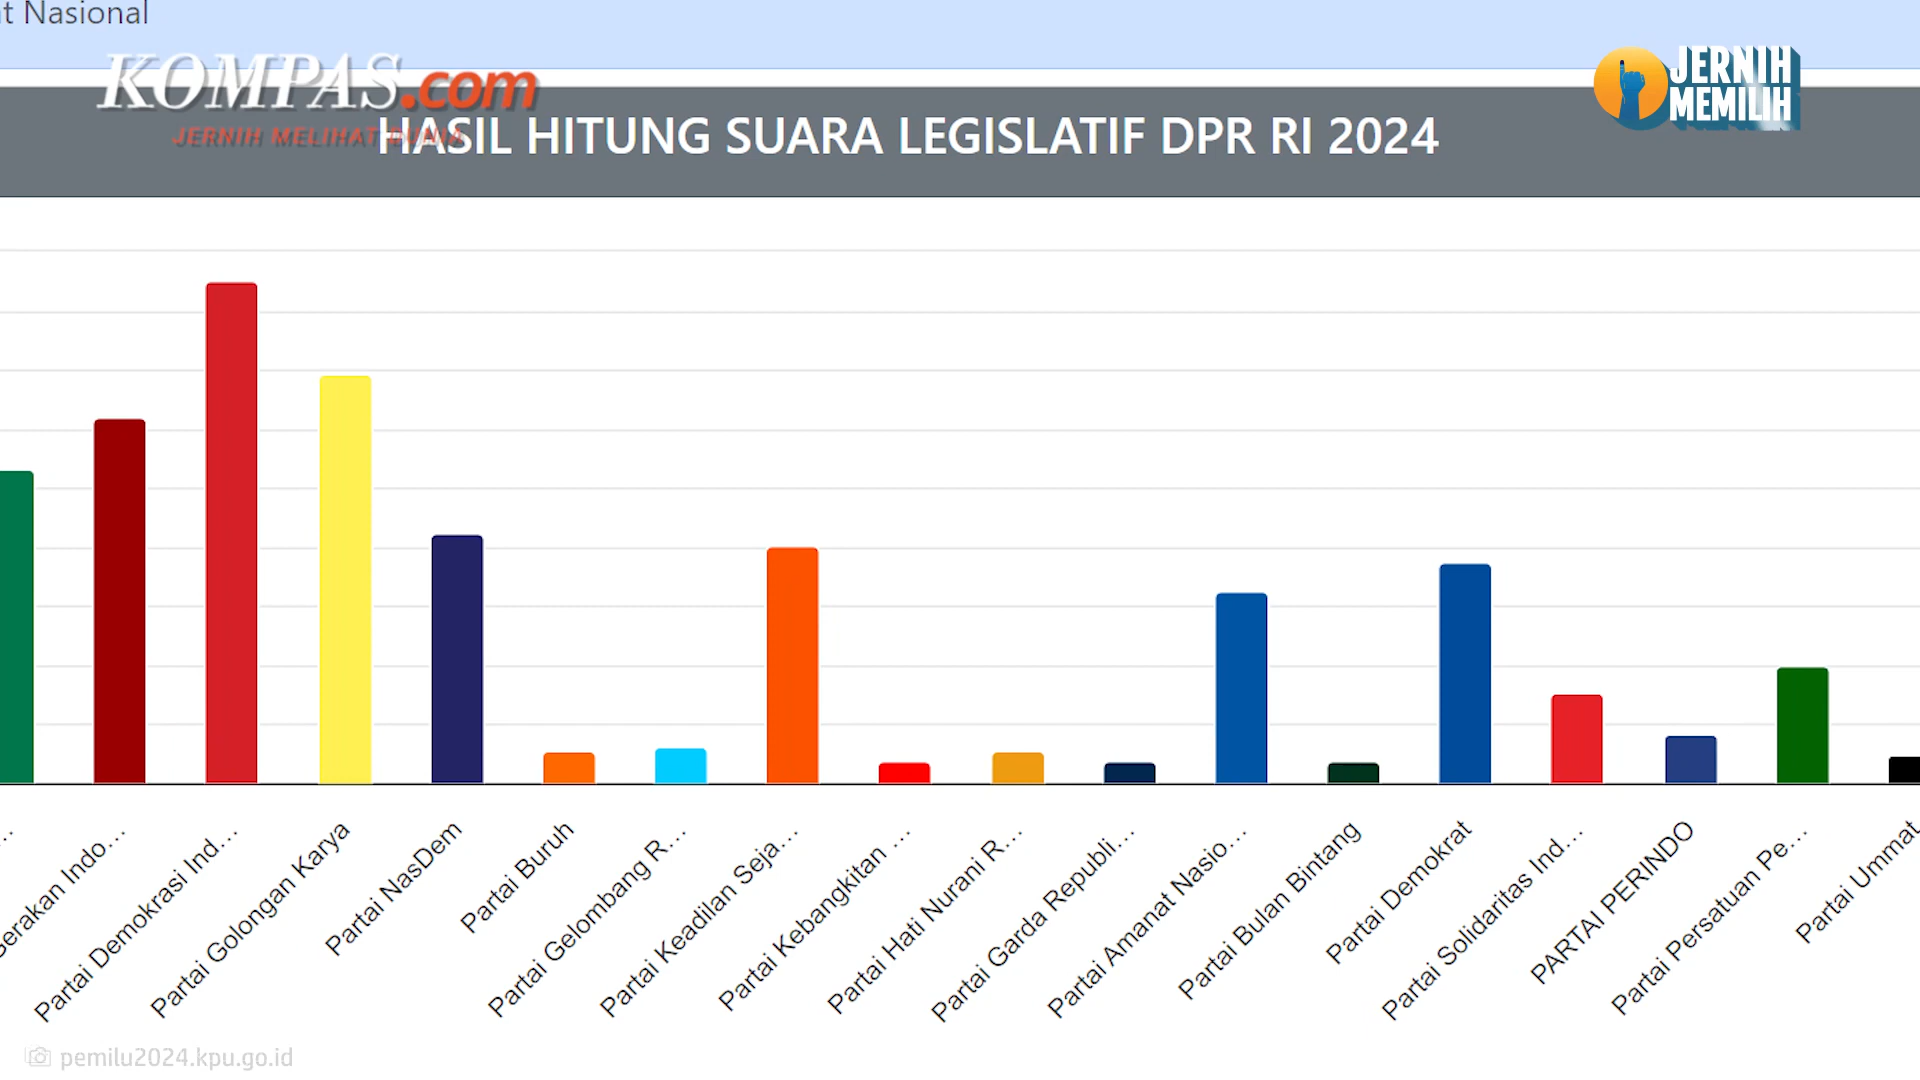 t Nasional
KOMPAS.com
JERNIH MELIHAT DUNIA
JERNIH
MEMILIH
HASIL HITUNG SUARA LEGISLATIF DPR RI 2024
...
Gerakan Indo...
Partai Demokrasi Ind...
Partai Golongan Karya
Partai NasDem
Partai Buruh
Partai Gelombang R...
Partai Keadilan Seja...
Partai Kebangkitan ...
Partai Hati Nurani R...
Partai Garda Republi...
Partai Amanat Nasio...
Partai Bulan Bintang
Partai Demokrat
Partai Solidaritas Ind...
PARTAI PERINDO
Partai Persatuan Pe...
Partai Ummat
pemilu2024.kpu.go.id